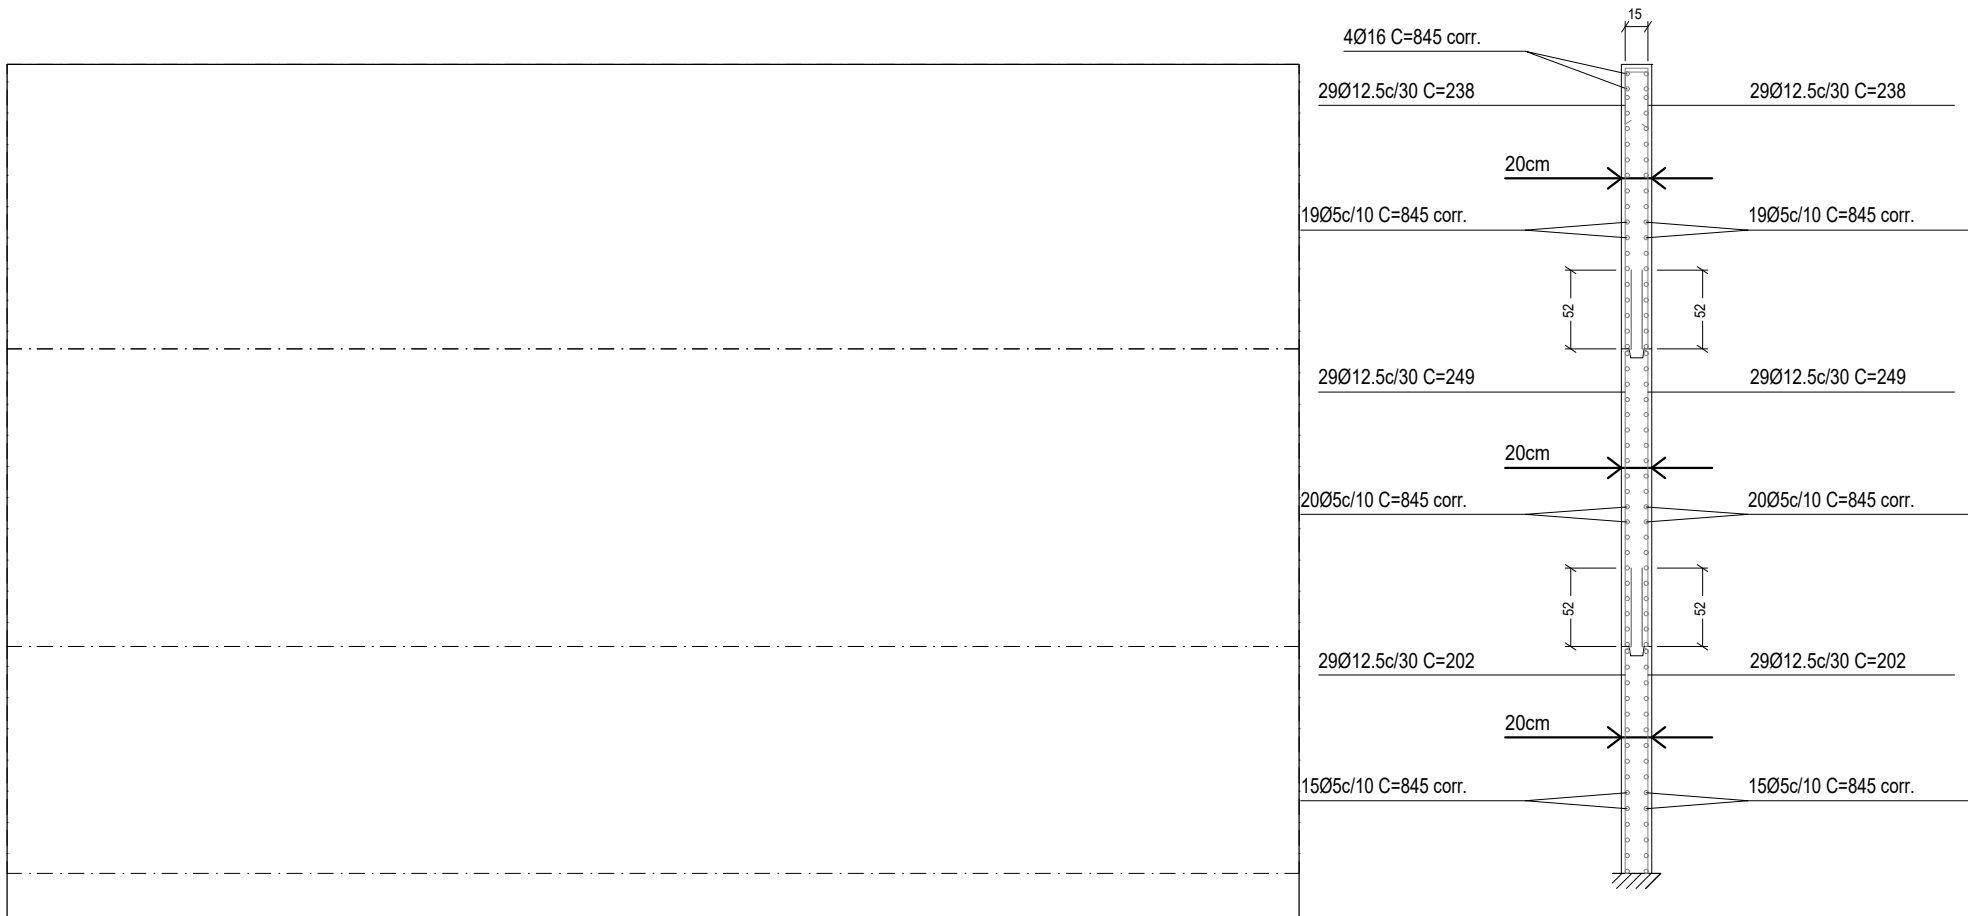 15
4Ø16 C=845 corr.
29Ø12.5c/30 C=238
29Ø12.5c/30 C=238
20cm
19Ø5c/10 C=845 corr.
19Ø5c/10 C=845 corr.
52
52
29Ø12.5c/30 C=249
29Ø12.5c/30 C=249
20cm
20Ø5c/10 C=845 corr.
20Ø5c/10 C=845 corr.
52
52
29Ø12.5c/30 C=202
29Ø12.5c/30 C=202
20cm
15Ø5c/10 C=845 corr.
15Ø5c/10 C=845 corr.